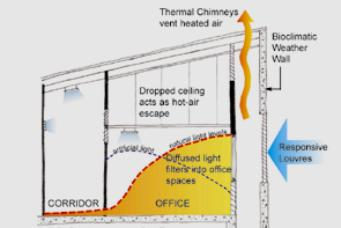 Thermal Chimneys
vent heated air
Bioclimatic
Weather
Wall
Dropped ceiling
acts as hot-air
escape
artificial light
natural light levels
Responsive
Louvres
Diffused light
filters into office
spaces
CORRIDOR
OFFICE